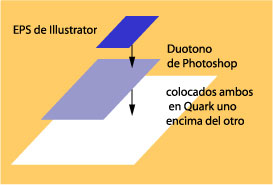 EPS de Illustrator
Duotono
de Photoshop
colocados ambos
en Quark uno
encima del otro